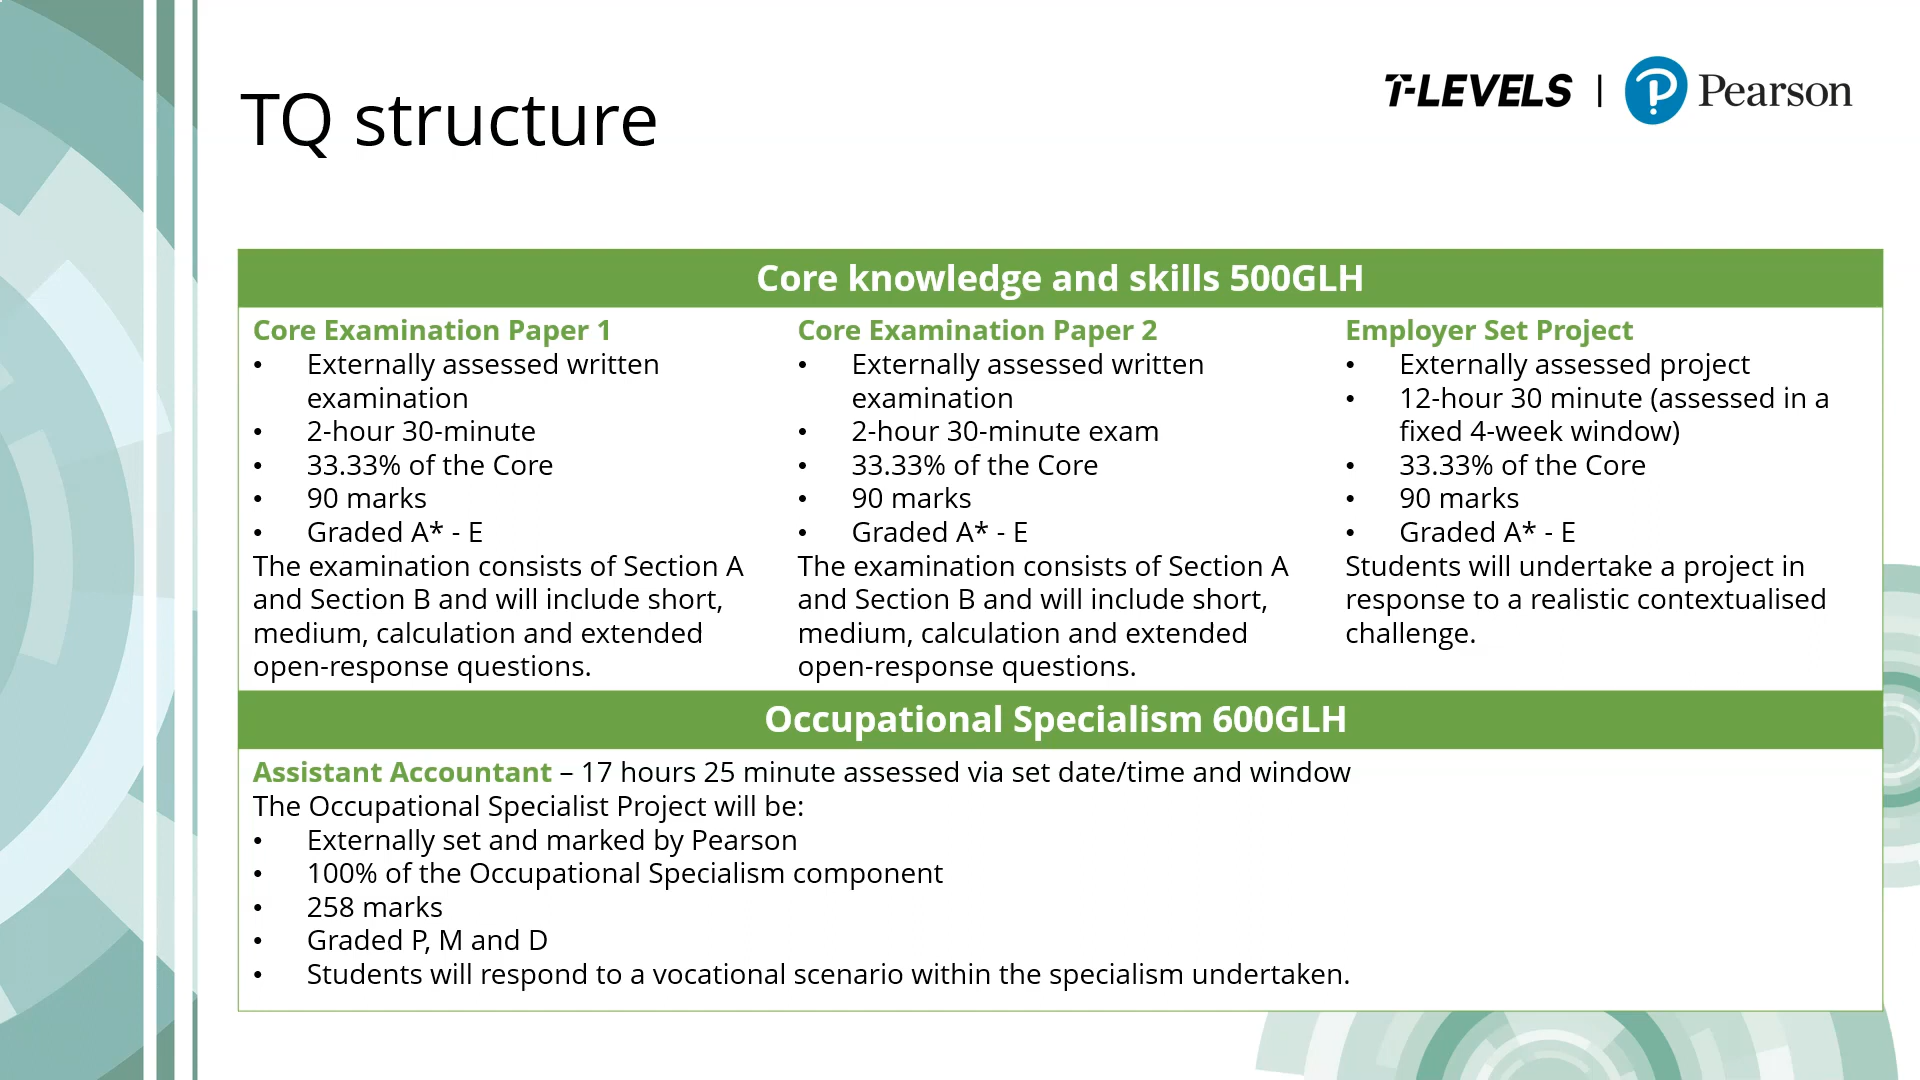 TQ structure
T-LEVELS | Pearson
Core knowledge and skills 500GLH
Core Examination Paper 1
• Externally assessed written
examination
• 2-hour 30-minute
• 33.33% of the Core
• 90 marks
• Graded A* - E
The examination consists of Section A
and Section B and will include short,
medium, calculation and extended
open-response questions.
Core Examination Paper 2
• Externally assessed written
examination
• 2-hour 30-minute exam
• 33.33% of the Core
• 90 marks
• Graded A* - E
The examination consists of Section A
and Section B and will include short,
medium, calculation and extended
open-response questions.
Employer Set Project
• Externally assessed project
• 12-hour 30 minute (assessed in a
fixed 4-week window)
• 33.33% of the Core
• 90 marks
• Graded A* - E
Students will undertake a project in
response to a realistic contextualised
challenge.
Occupational Specialism 600GLH
Assistant Accountant – 17 hours 25 minute assessed via set date/time and window
The Occupational Specialist Project will be:
• Externally set and marked by Pearson
• 100% of the Occupational Specialism component
• 258 marks
• Graded P, M and D
• Students will respond to a vocational scenario within the specialism undertaken.